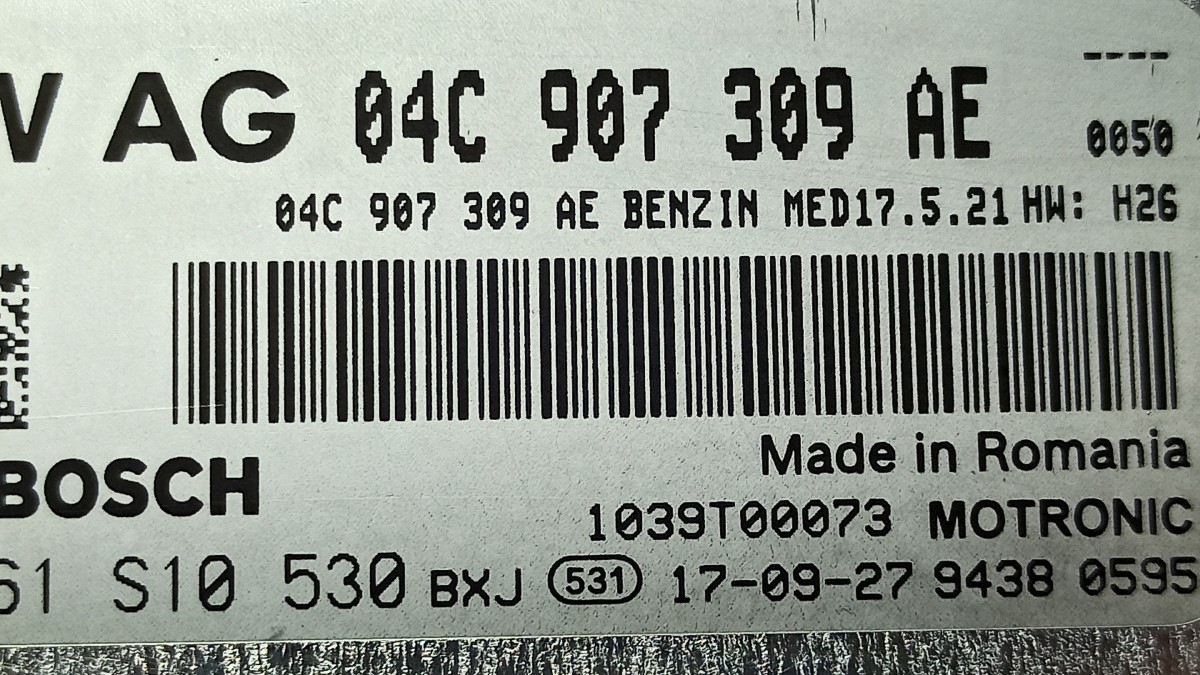 AG 04C 907 309 AE ----
0050
04C 907 309 AE BENZIN MED17.5.21 HW: H26
Made in Romania
BOSCH
1039T00073 MOTRONIC
61 S10 530 BXJ 531 17-09-27 9438 0595